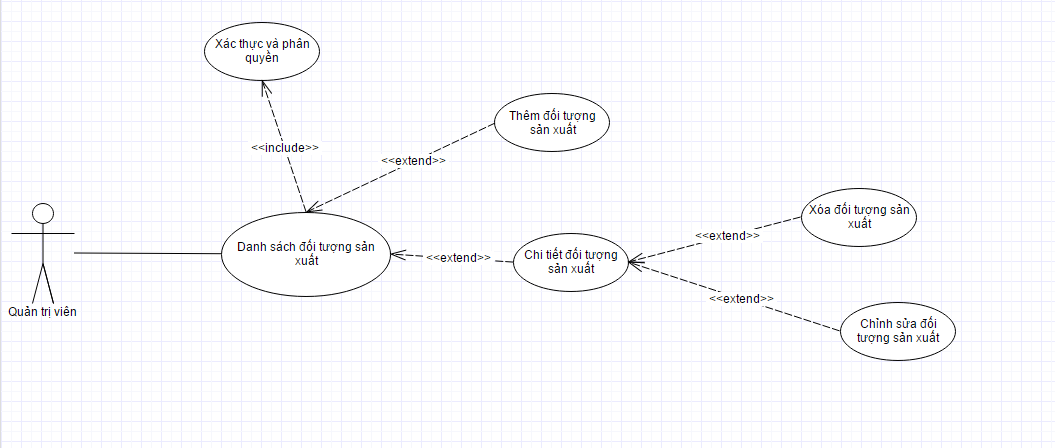 Xác thực và phân
quyền
Thêm đối tượng
sản xuất
<<include>>
<<extend>>
Xóa đối tượng sản
xuất
<<extend>>
Danh sách đối tượng sản
xuất
<<extend>>
Chi tiết đối tượng
sản xuất
<<extend>>
Quản trị viên
Chỉnh sửa đối
tượng sản xuất